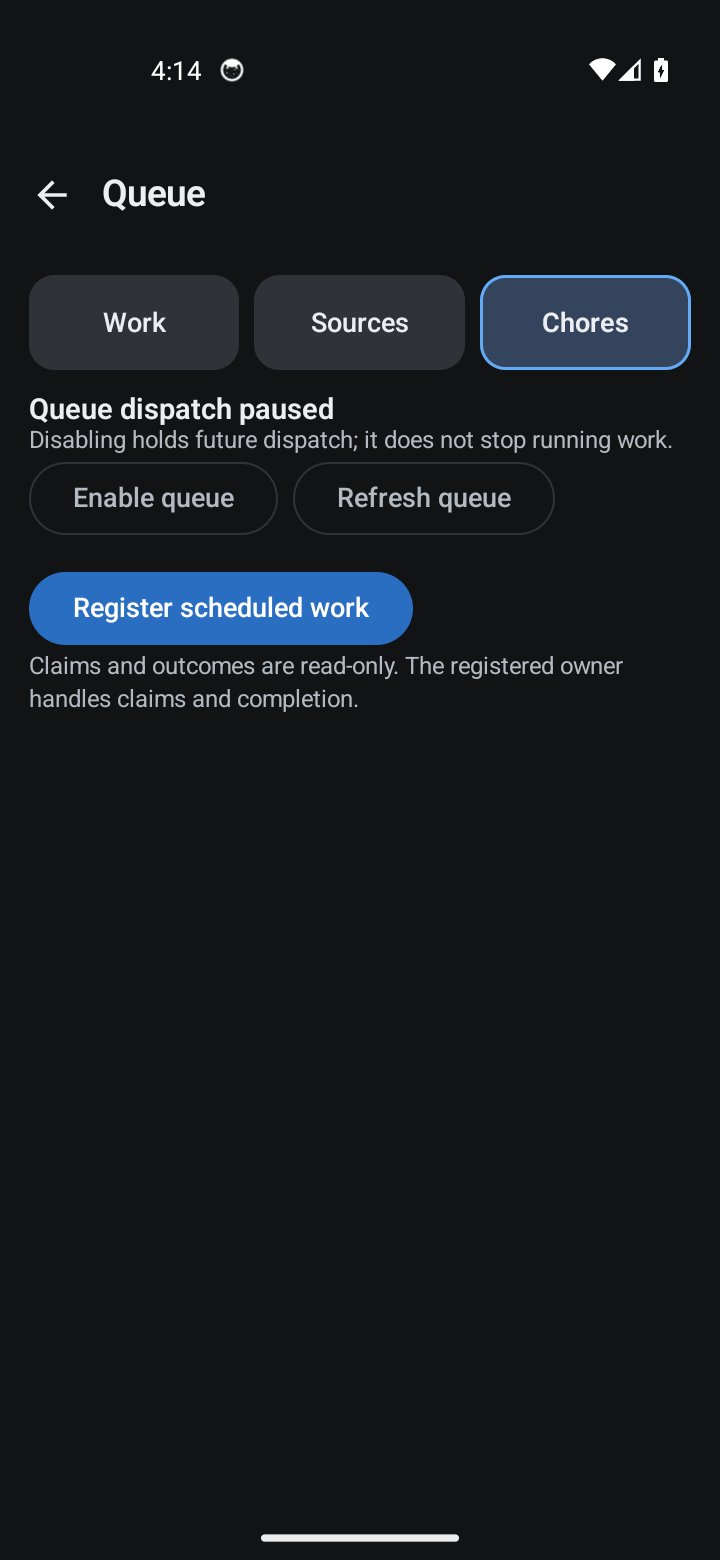 4:14
Queue
Work
Sources
Chores
Queue dispatch paused
Disabling holds future dispatch; it does not stop running work.
Enable queue
Refresh queue
Register scheduled work
Claims and outcomes are read-only. The registered owner
handles claims and completion.